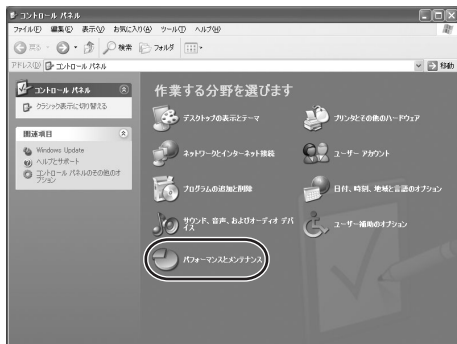 コントロール パネル
ファイル(F) 編集(E) 表示(V) お気に入り(A) ツール(T) ヘルプ(H)
戻る 検索 フォルダ
アドレス(D) コントロール パネル 移動
コントロール パネル
クラシック表示に切り替える
関連項目
Windows Update
ヘルプとサポート
コントロール パネルのその他のオプション
作業する分野を選びます
デスクトップの表示とテーマ
プリンタとその他のハードウェア
ネットワークとインターネット接続
ユーザー アカウント
プログラムの追加と削除
日付、時刻、地域と言語のオプション
サウンド、音声、およびオーディオ デバイス
ユーザー補助のオプション
パフォーマンスとメンテナンス